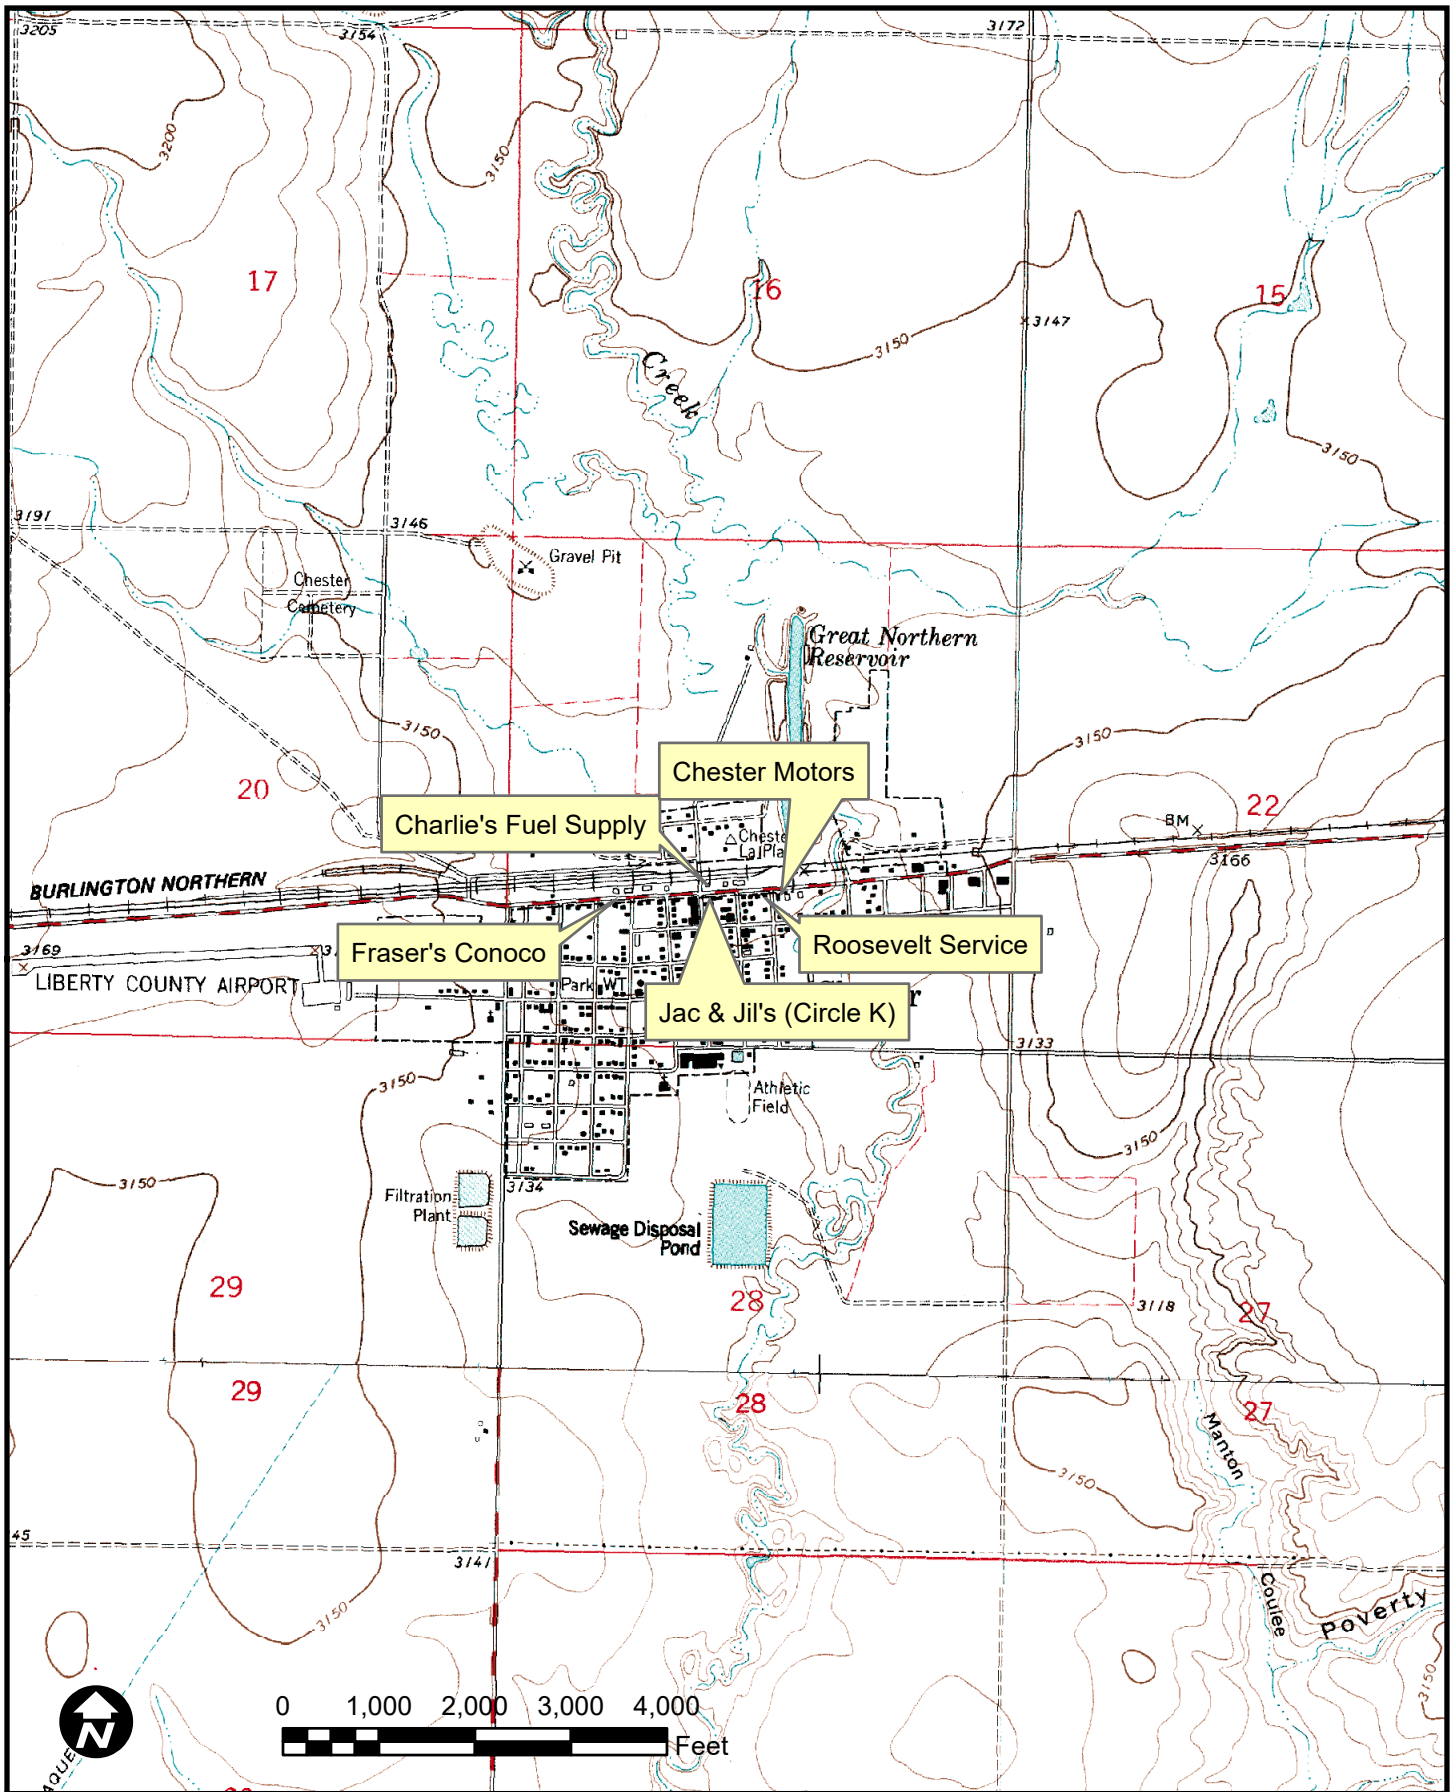 3205
3154
3172
3200
3150
17
16
15
3147
3150
Creek
3150
3191
3146
Gravel Pit
Chester
Cemetery
Great Northern
Reservoir
3150
3150
20
Chester Motors
22
Charlie's Fuel Supply
BM
3166
BURLINGTON NORTHERN
Fraser's Conoco
Roosevelt Service
3169
LIBERTY COUNTY AIRPORT
Park
WT
Jac & Jil's (Circle K)
3133
3150
Athletic
Field
3150
3150
3134
Filtration
Plant
Sewage Disposal
Pond
29
28
3118
27
29
28
27
Manton
3150
45
3141
Coulee
Poverty
3150
3150
N
0 1,000 2,000 3,000 4,000
Feet